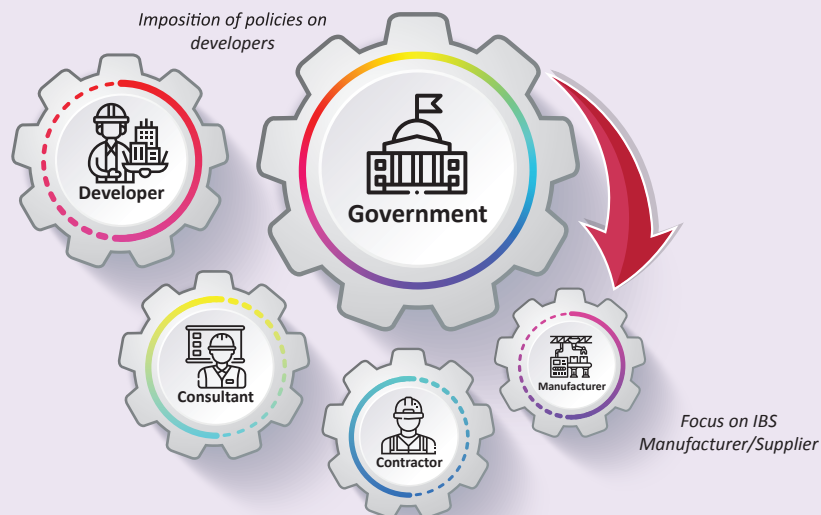 Imposition of policies on
developers
Developer
Government
Consultant
Contractor
Manufacturer
Focus on IBS
Manufacturer/Supplier